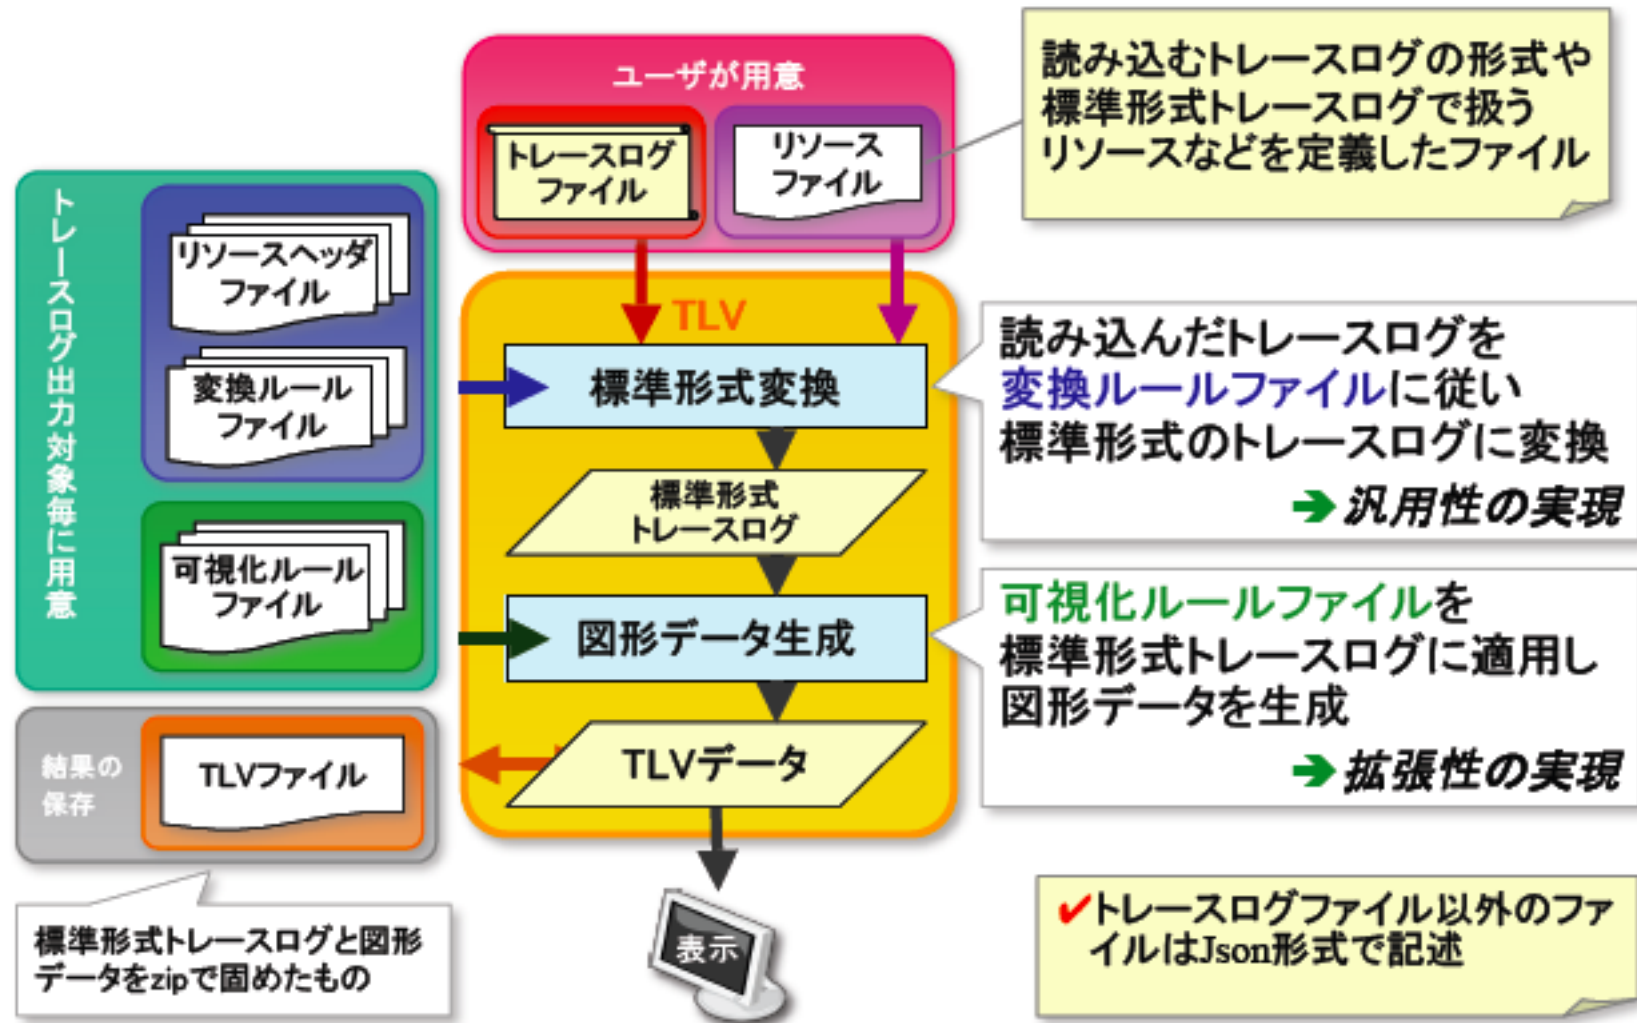 ユーザが用意
トレースログ
ファイル
リソース
ファイル
読み込むトレースログの形式や
標準形式トレースログで扱う
リソースなどを定義したファイル
トレースログ出力対象毎に用意
リソースヘッダ
ファイル
変換ルール
ファイル
可視化ルール
ファイル
TLV
標準形式変換
標準形式
トレースログ
図形データ生成
TLVデータ
読み込んだトレースログを
変換ルールファイルに従い
標準形式のトレースログに変換
➔汎用性の実現
可視化ルールファイルを
標準形式トレースログに適用し
図形データを生成
➔拡張性の実現
結果の
保存
TLVファイル
標準形式トレースログと図形
データをzipで固めたもの
表示
✔トレースログファイル以外のファ
イルはJson形式で記述